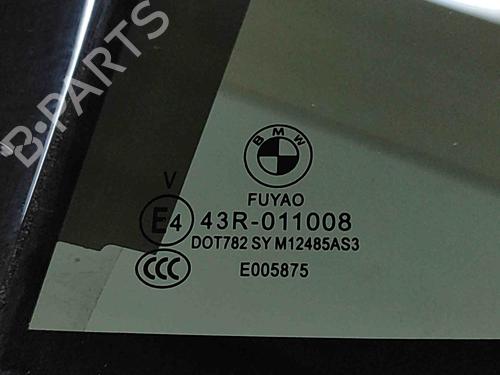 B-PARTS
BMW
FUYAO
V
E4 43R-011008
DOT782 SY M12485AS3
CCC E005875